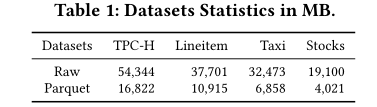 Table 1: Datasets Statistics in MB.
Datasets TPC-H Lineitem Taxi Stocks
Raw 54,344 37,701 32,473 19,100
Parquet 16,822 10,915 6,858 4,021